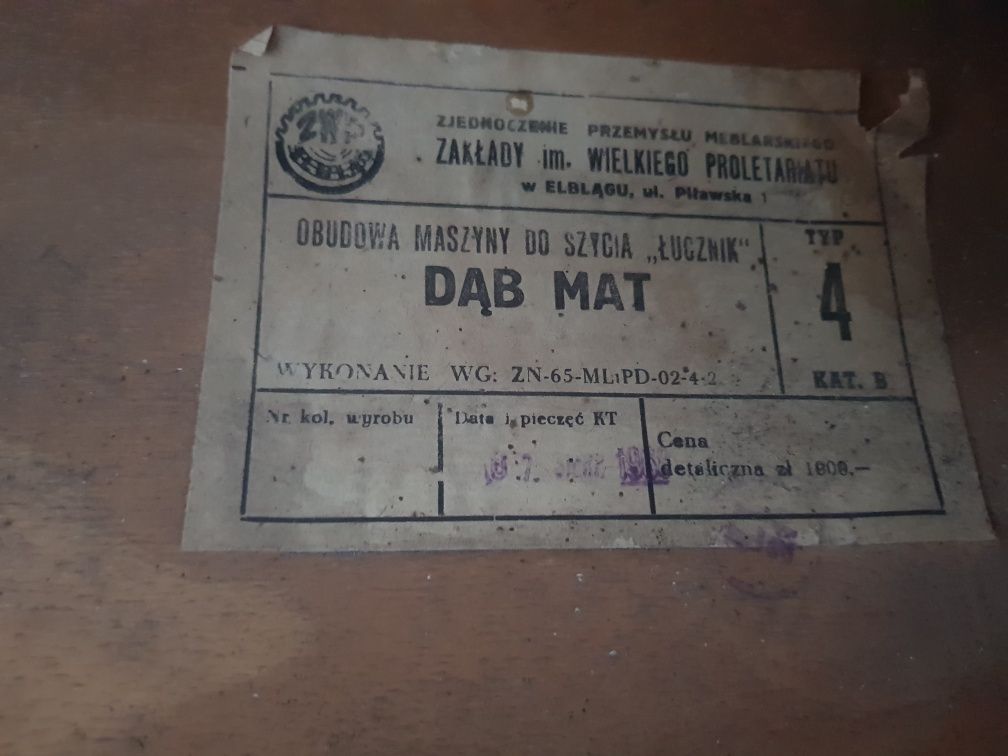 ZWP
ZJEDNOCZENIE PRZEMYSŁU MEBLARSKIEGO
ZAKŁADY im. WIELKIEGO PROLETARIATU
w ELBLĄGU, ul. Piławska 1
OBUDOWA MASZYNY DO SZYCIA „ŁUCZNIK"
DĄB MAT
TYP
4
KAT. B
WYKONANIE WG: ZN-65-MLiPD-02-4-2
Nr kol. wyrobu
Data i pieczęć KT
Cena
detaliczna zł 1800.—